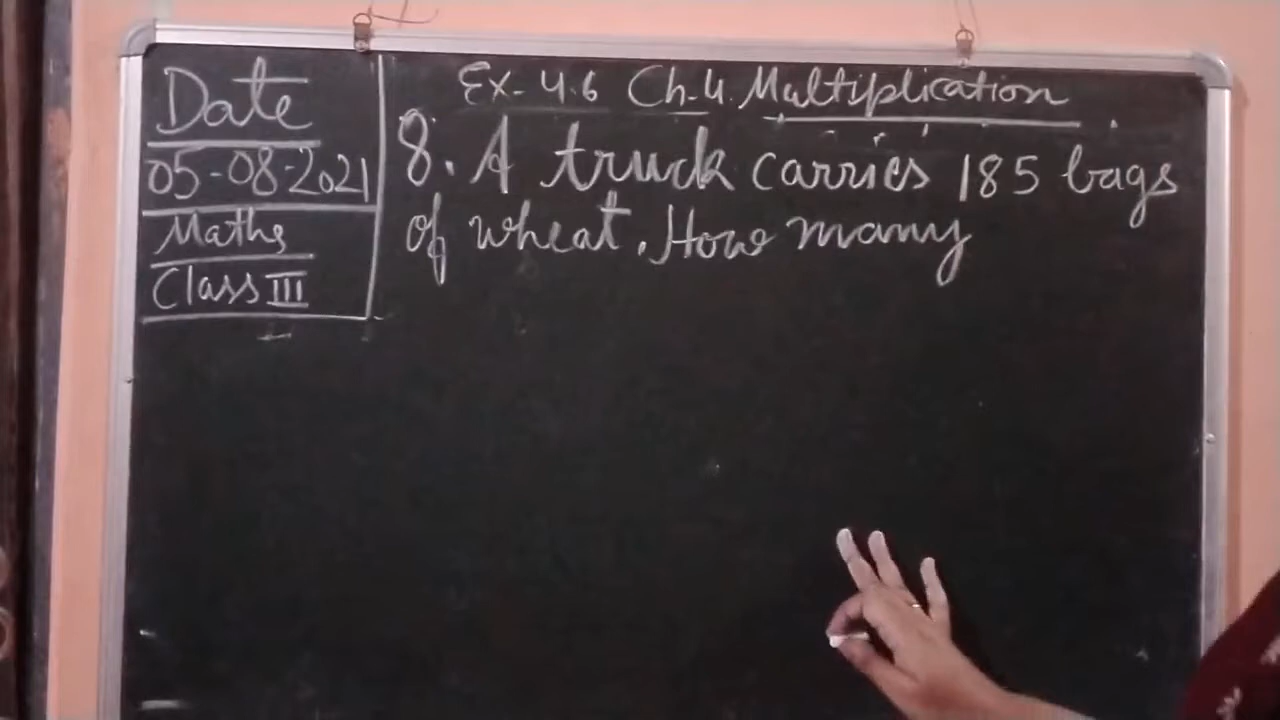 Date
05-08-2021
Maths
Class III
Ex-4.6 Ch-4. Multiplication
8. A truck carries 185 bags
of wheat. How many